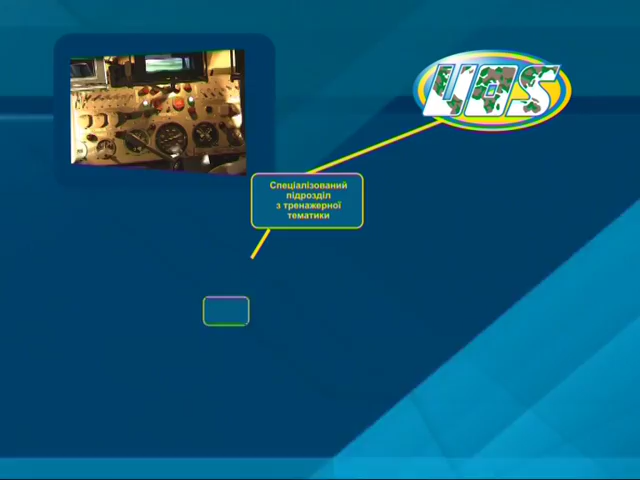 UOS
Спеціалізований
підрозділ
з тренажерної
тематики